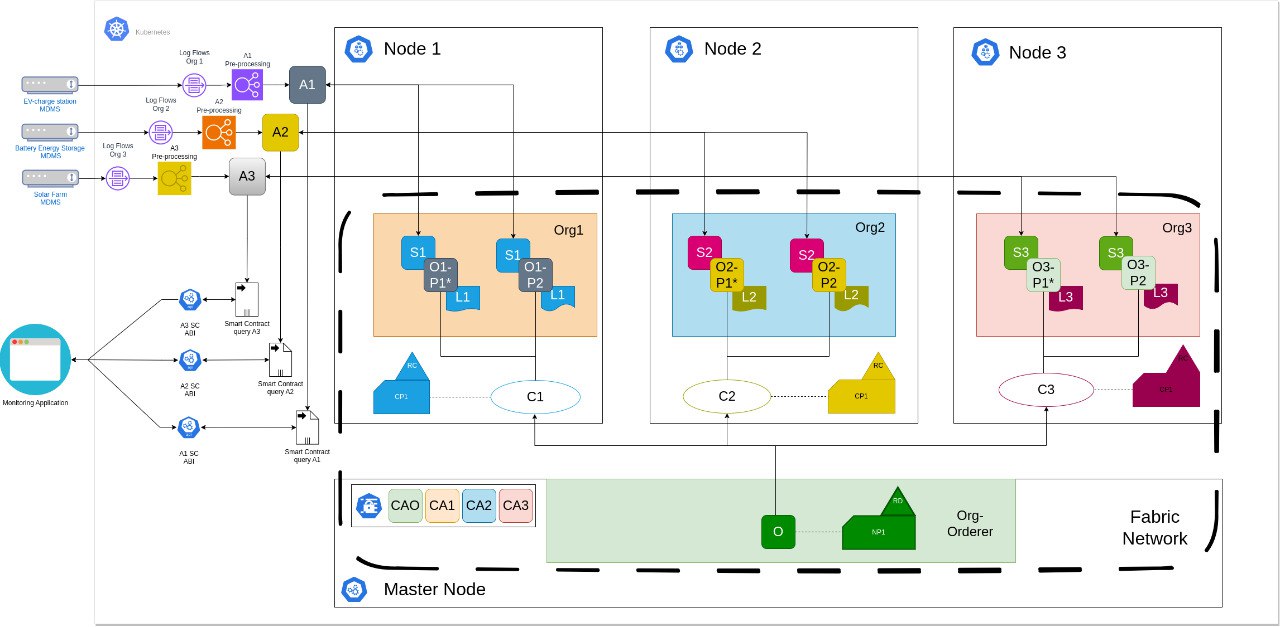 Kubernetes
Node 1
Node 2
Node 3
Log Flows
Org 1
A1
Pre-processing
A1
EV-charge station
MDMS
Log Flows
Org 2
A2
Pre-processing
A2
Battery Energy Storage
MDMS
Log Flows
Org 3
A3
Pre-processing
A3
Solar Farm
MDMS
Org1
S1
O1-
P1*
L1
S1
O1-
P2
L1
Org2
S2
O2-
P1*
L2
S2
O2-
P2
L2
Org3
S3
O3-
P1*
L3
S3
O3-
P2
L3
A3 SC
ABI
Smart Contract
query A3
A2 SC
ABI
Smart Contract
query A2
A1 SC
ABI
Smart Contract
query A1
Monitoring Application
RC
CP1
C1
C2
RC
CP1
C3
RC
CP1
CAO
CA1
CA2
CA3
O
RD
NP1
Org-
Orderer
Fabric
Network
Master Node